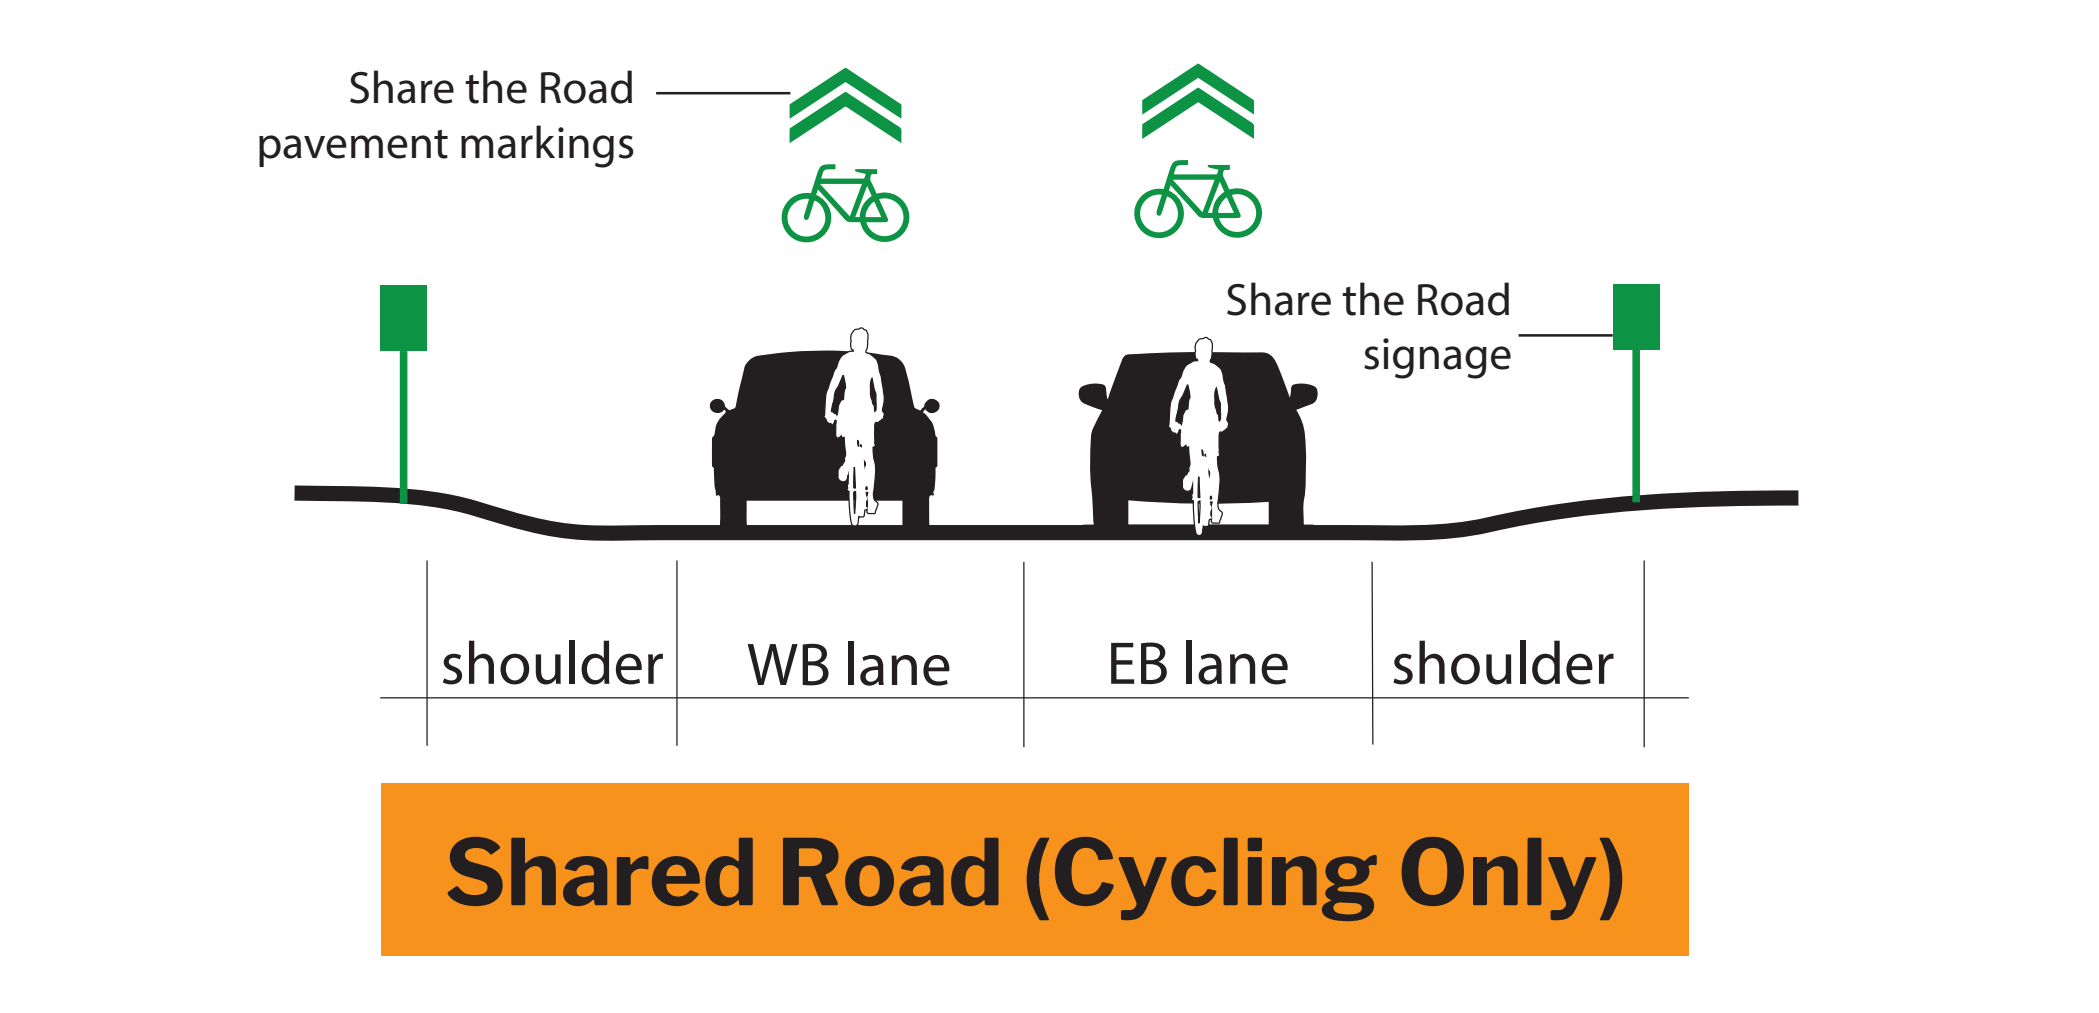 Share the Road
pavement markings
Share the Road
signage
shoulder
WB lane
EB lane
shoulder
Shared Road (Cycling Only)